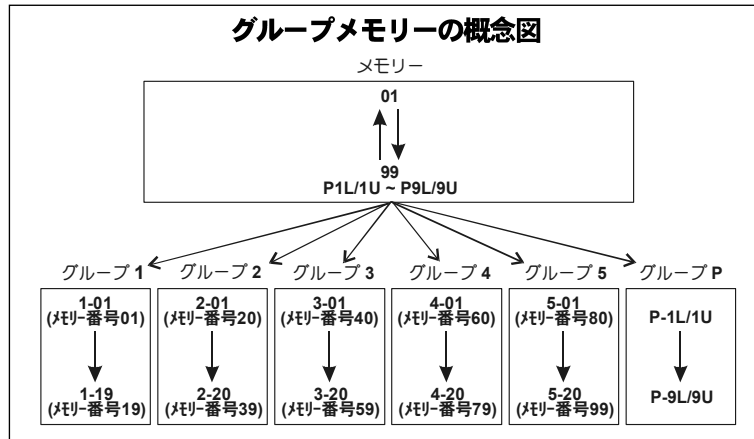 グループメモリーの概念図
メモリー
01
99
P1L/1U ~ P9L/9U
グループ 1
グループ 2
グループ 3
グループ 4
グループ 5
グループ P
1-01
(ﾒﾓﾘｰ番号01)
1-19
(ﾒﾓﾘｰ番号19)
2-01
(ﾒﾓﾘｰ番号20)
2-20
(ﾒﾓﾘｰ番号39)
3-01
(ﾒﾓﾘｰ番号40)
3-20
(ﾒﾓﾘｰ番号59)
4-01
(ﾒﾓﾘｰ番号60)
4-20
(ﾒﾓﾘｰ番号79)
5-01
(ﾒﾓﾘｰ番号80)
5-20
(ﾒﾓﾘｰ番号99)
P-1L/1U
P-9L/9U